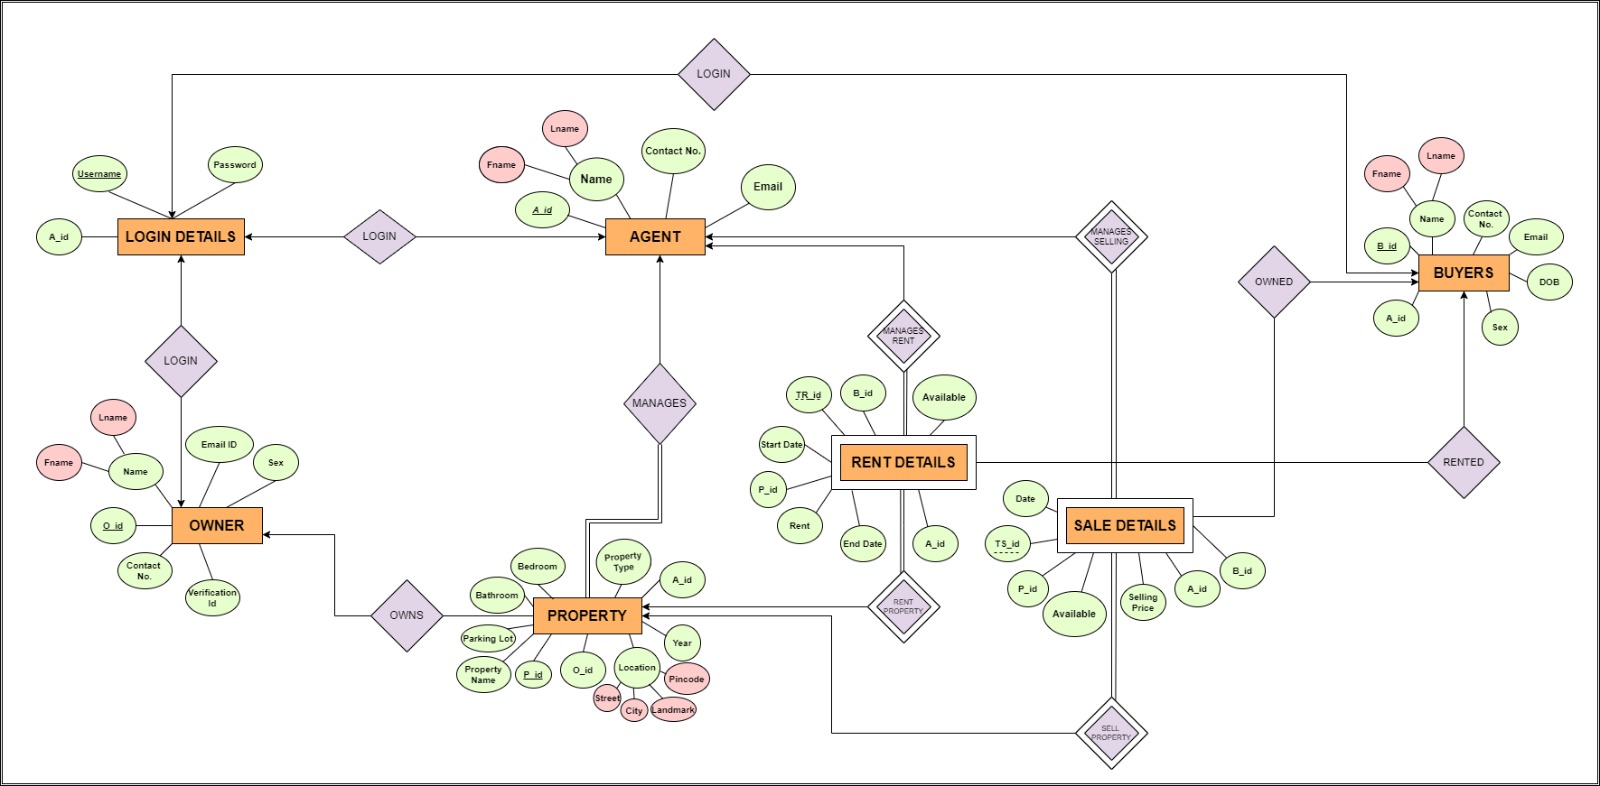 LOGIN
Lname
Fname
Name
Contact No.
Email
A_id
AGENT
Username
Password
A_id
LOGIN DETAILS
LOGIN
MANAGES
SELLING
Lname
Fname
Name
Contact
No.
Email
B_id
BUYERS
DOB
A_id
Sex
OWNED
MANAGES
RENT
LOGIN
MANAGES
TR_id
B_id
Available
Start Date
RENT DETAILS
P_id
Rent
End Date
A_id
RENTED
Lname
Fname
Name
Email ID
Sex
O_id
OWNER
Contact
No.
Verification
Id
Date
SALE DETAILS
TS_id
P_id
Available
Selling
Price
A_id
B_id
OWNS
Bedroom
Property
Type
A_id
Bathroom
PROPERTY
Parking Lot
Property
Name
P_id
O_id
Location
Year
Pincode
Street
City
Landmark
RENT
PROPERTY
SELL
PROPERTY